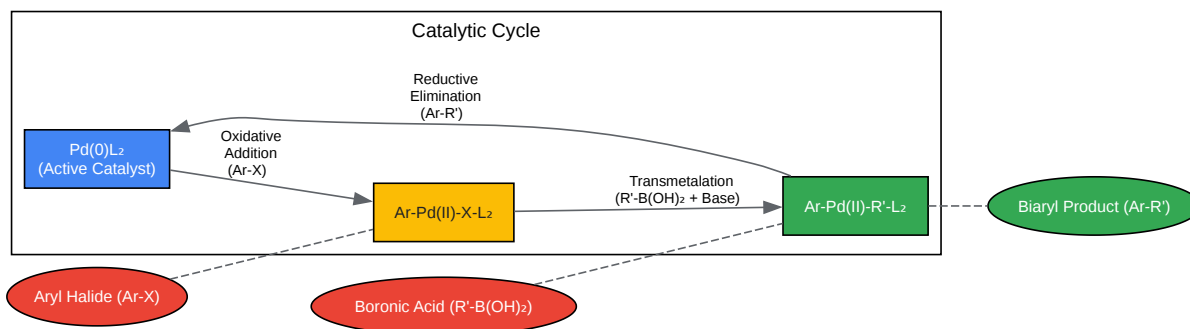 Catalytic Cycle
Reductive
Elimination
(Ar-R')
Pd(0)L₂
(Active Catalyst)
Oxidative
Addition
(Ar-X)
Ar-Pd(II)-X-L₂
Transmetalation
(R'-B(OH)₂ + Base)
Ar-Pd(II)-R'-L₂
Biaryl Product (Ar-R')
Aryl Halide (Ar-X)
Boronic Acid (R'-B(OH)₂)